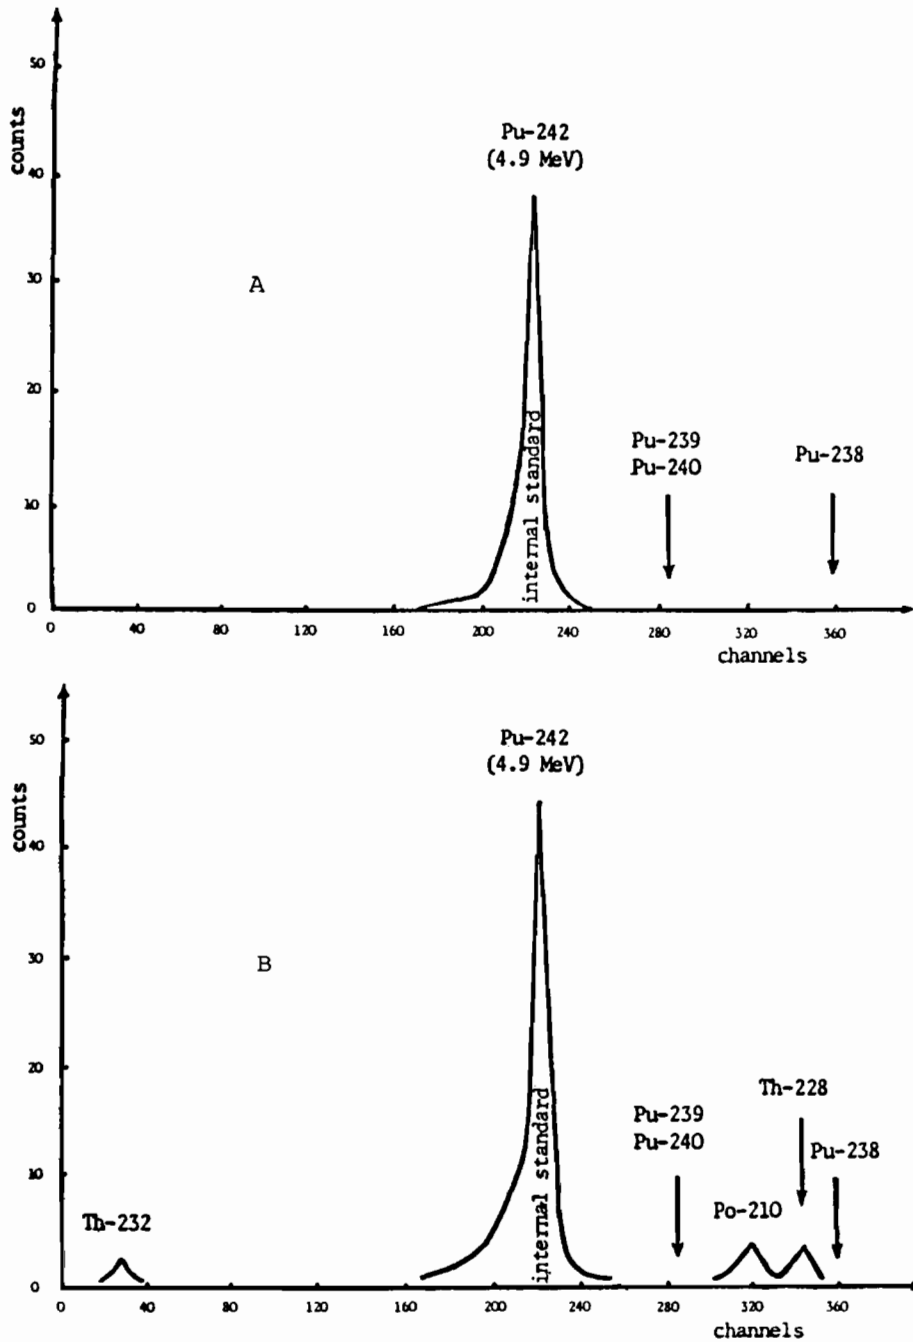 counts
50
40
30
20
10
0
Pu-242
(4.9 MeV)
A
internal standard
Pu-239
Pu-240
Pu-238
0 40 80 120 160 200 240 280 320 360
channels
counts
50
40
30
20
10
0
Pu-242
(4.9 MeV)
B
internal standard
Th-232
Pu-239
Pu-240
Th-228
Pu-238
Po-210
0 40 80 120 160 200 240 280 320 360
channels